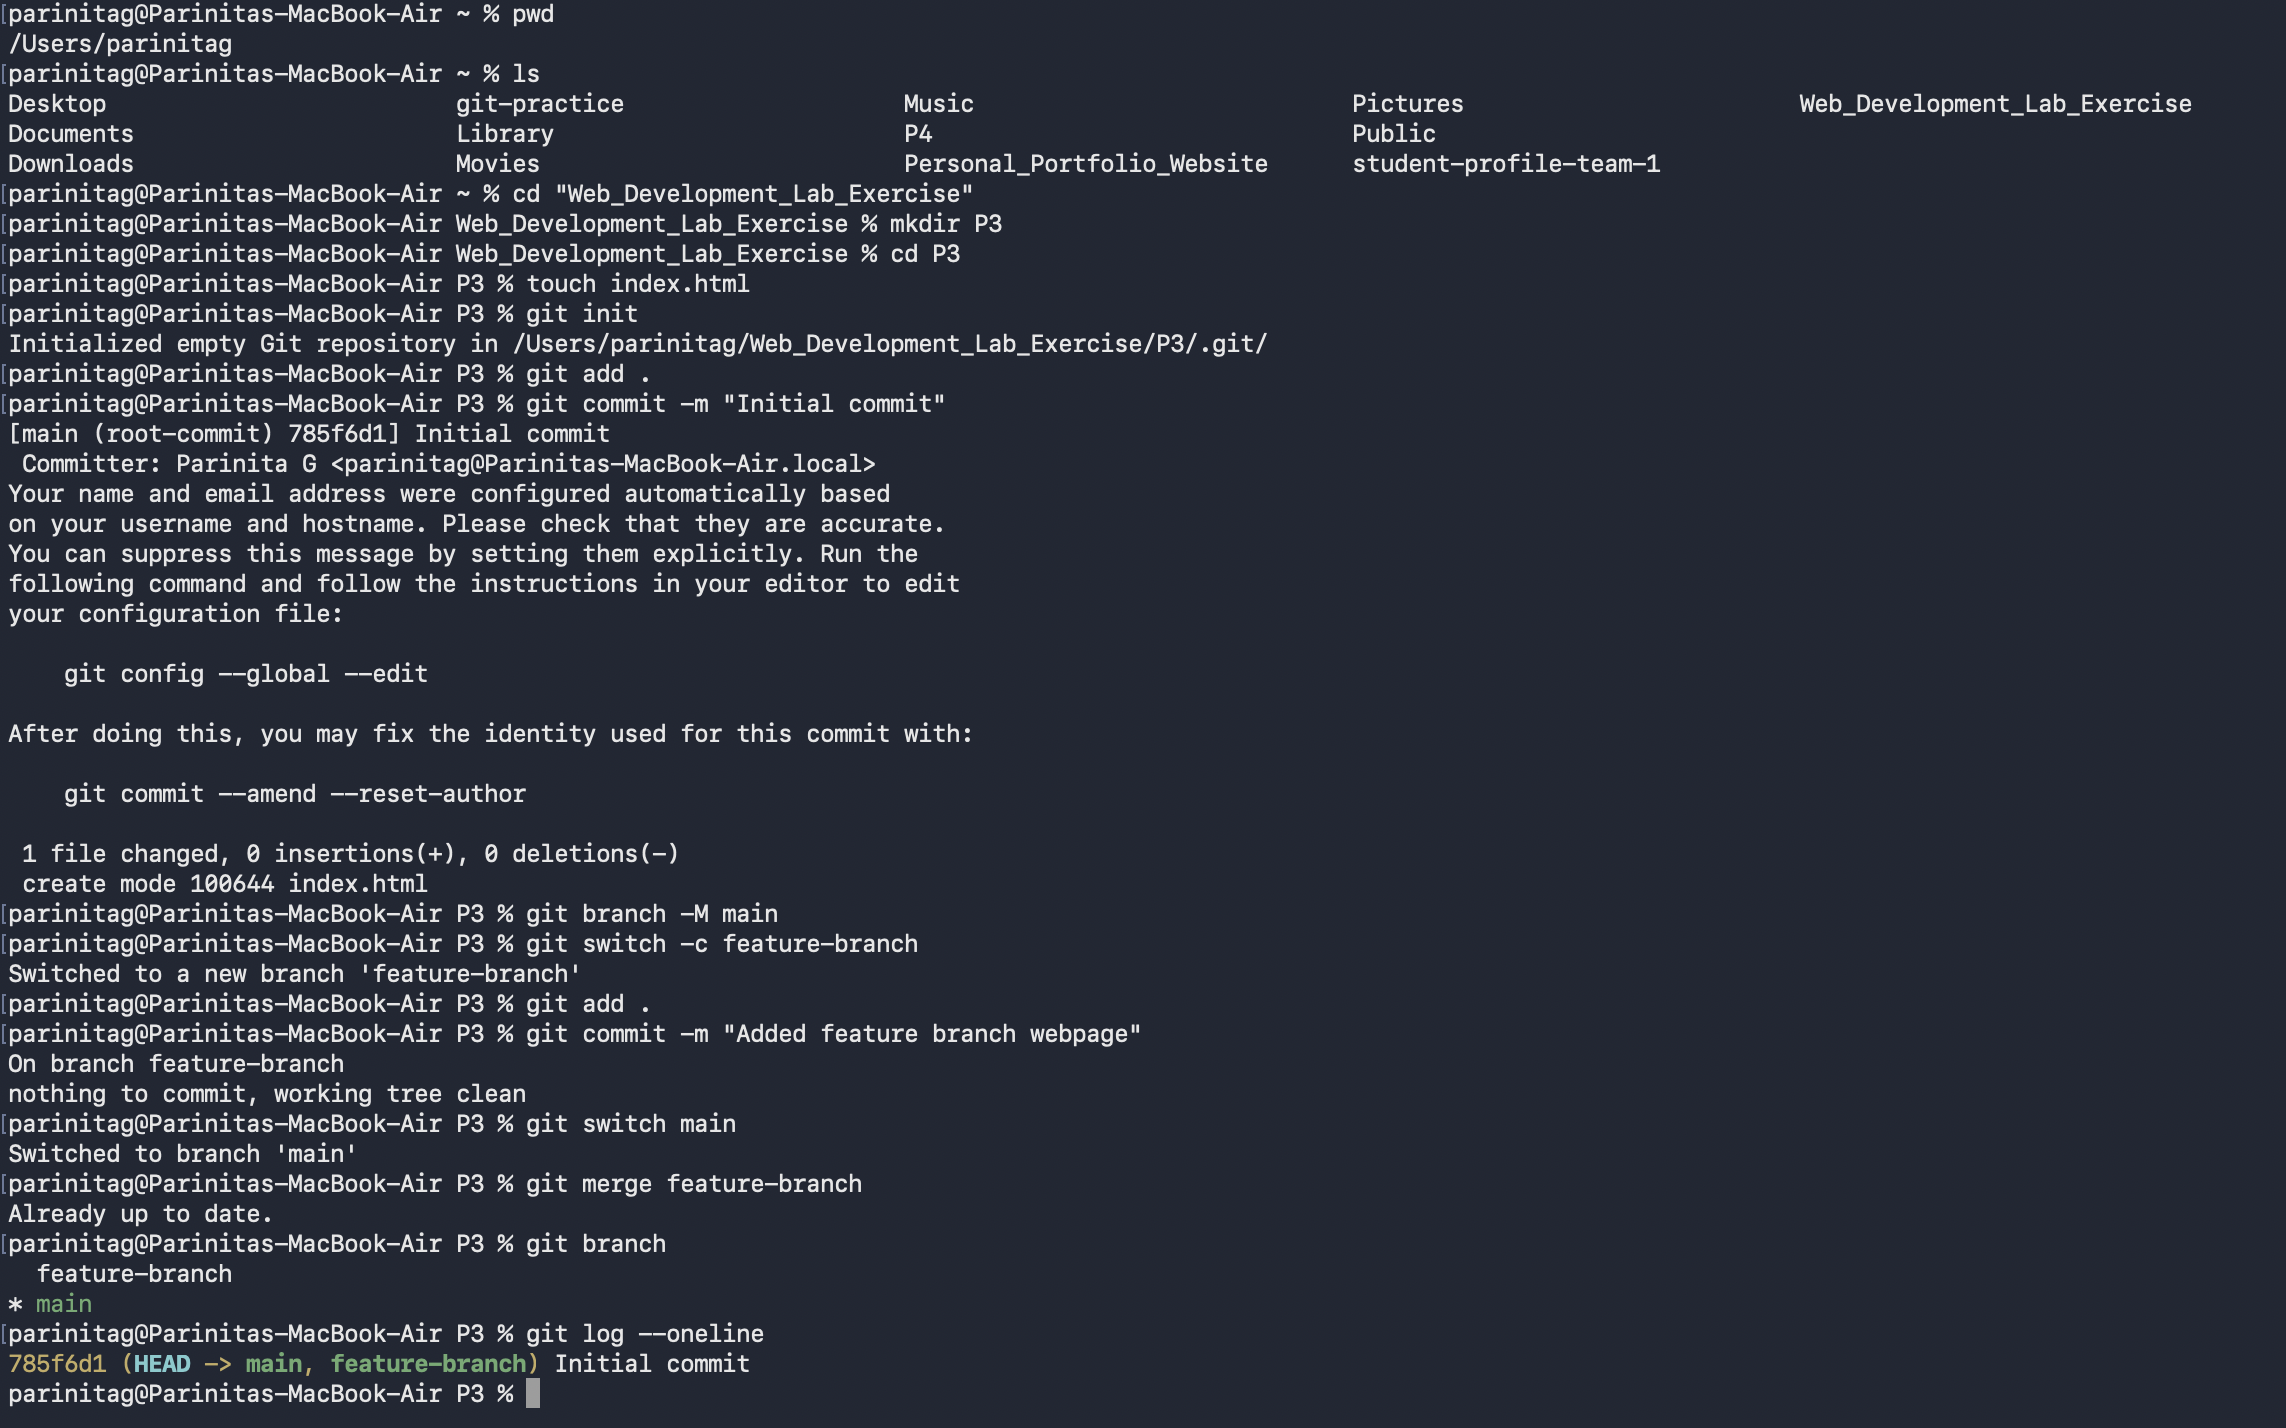 parinitag@Parinitas-MacBook-Air ~ % pwd
/Users/parinitag
parinitag@Parinitas-MacBook-Air ~ % ls
Desktop git-practice Music Pictures Web_Development_Lab_Exercise
Documents Library P4 Public
Downloads Movies Personal_Portfolio_Website student-profile-team-1
parinitag@Parinitas-MacBook-Air ~ % cd "Web_Development_Lab_Exercise"
parinitag@Parinitas-MacBook-Air Web_Development_Lab_Exercise % mkdir P3
parinitag@Parinitas-MacBook-Air Web_Development_Lab_Exercise % cd P3
parinitag@Parinitas-MacBook-Air P3 % touch index.html
parinitag@Parinitas-MacBook-Air P3 % git init
Initialized empty Git repository in /Users/parinitag/Web_Development_Lab_Exercise/P3/.git/
parinitag@Parinitas-MacBook-Air P3 % git add .
parinitag@Parinitas-MacBook-Air P3 % git commit -m "Initial commit"
[main (root-commit) 785f6d1] Initial commit
 Committer: Parinita G <parinitag@Parinitas-MacBook-Air.local>
Your name and email address were configured automatically based
on your username and hostname. Please check that they are accurate.
You can suppress this message by setting them explicitly. Run the
following command and follow the instructions in your editor to edit
your configuration file:

    git config --global --edit

After doing this, you may fix the identity used for this commit with:

    git commit --amend --reset-author

 1 file changed, 0 insertions(+), 0 deletions(-)
 create mode 100644 index.html
parinitag@Parinitas-MacBook-Air P3 % git branch -M main
parinitag@Parinitas-MacBook-Air P3 % git switch -c feature-branch
Switched to a new branch 'feature-branch'
parinitag@Parinitas-MacBook-Air P3 % git add .
parinitag@Parinitas-MacBook-Air P3 % git commit -m "Added feature branch webpage"
On branch feature-branch
nothing to commit, working tree clean
parinitag@Parinitas-MacBook-Air P3 % git switch main
Switched to branch 'main'
parinitag@Parinitas-MacBook-Air P3 % git merge feature-branch
Already up to date.
parinitag@Parinitas-MacBook-Air P3 % git branch
  feature-branch
* main
parinitag@Parinitas-MacBook-Air P3 % git log --oneline
785f6d1 (HEAD -> main, feature-branch) Initial commit
parinitag@Parinitas-MacBook-Air P3 %